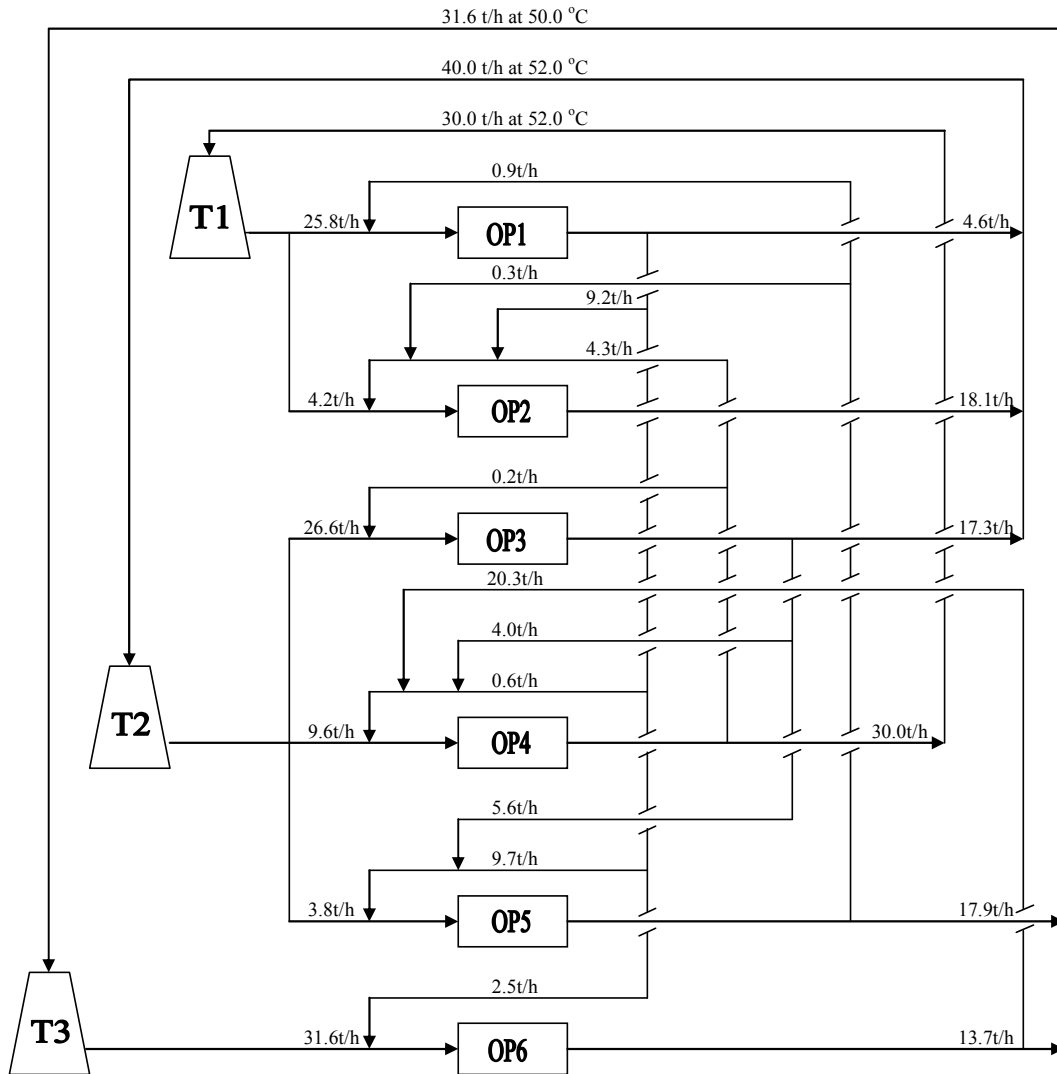 31.6 t/h at 50.0 °C
40.0 t/h at 52.0 °C
30.0 t/h at 52.0 °C
0.9t/h
T1
25.8t/h
OP1
4.6t/h
0.3t/h
9.2t/h
4.3t/h
4.2t/h
OP2
18.1t/h
0.2t/h
26.6t/h
OP3
17.3t/h
20.3t/h
4.0t/h
0.6t/h
T2
9.6t/h
OP4
30.0t/h
5.6t/h
9.7t/h
3.8t/h
OP5
17.9t/h
2.5t/h
T3
31.6t/h
OP6
13.7t/h